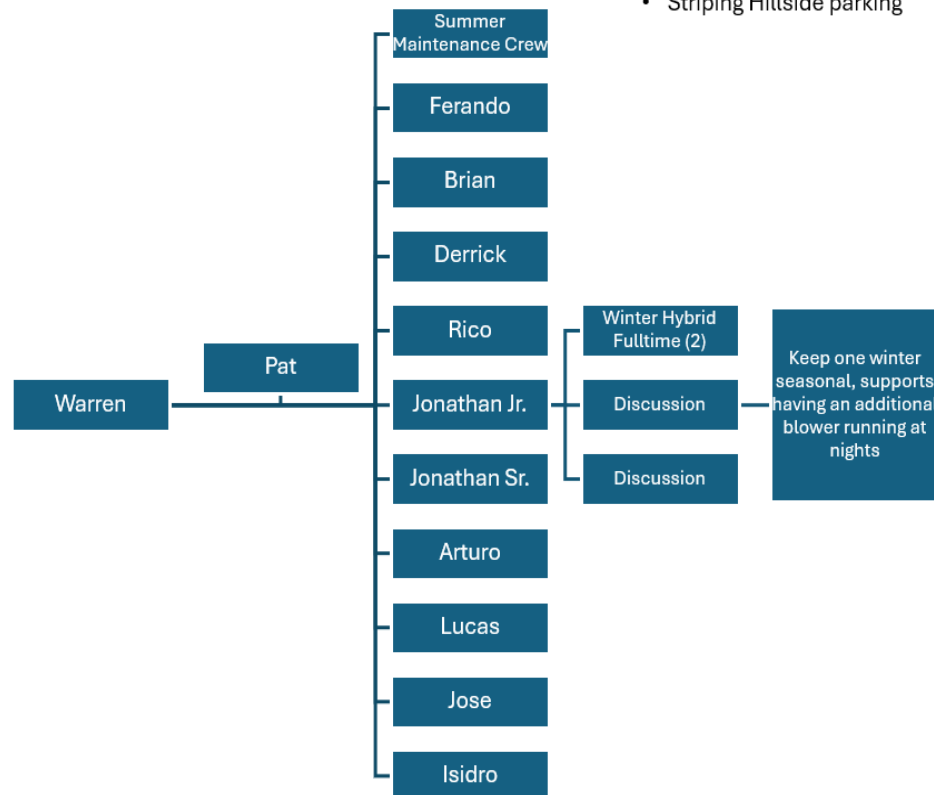 • Striping Hillside parking
Summer
Maintenance Crew
Ferando
Brian
Derrick
Rico
Winter Hybrid
Fulltime (2)
Pat
Keep one winter
seasonal, supports
having an additional
blower running at
nights
Warren
Jonathan Jr.
Discussion
Jonathan Sr.
Discussion
Arturo
Lucas
Jose
Isidro